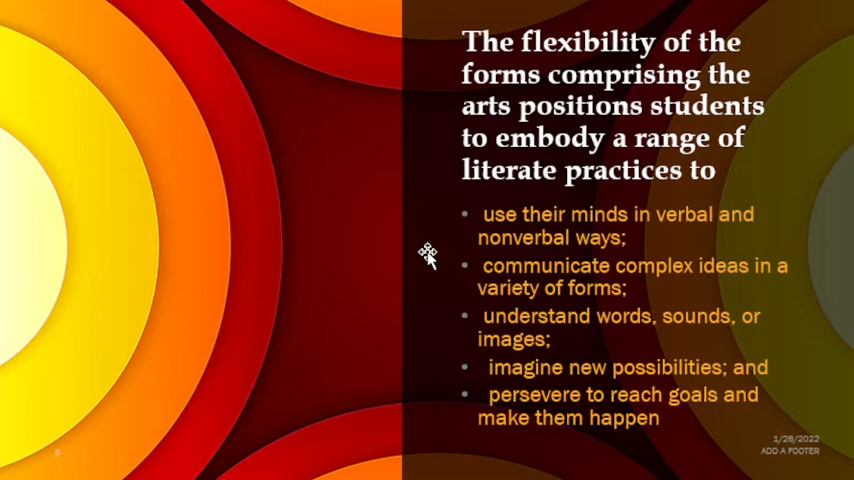 The flexibility of the
forms comprising the
arts positions students
to embody a range of
literate practices to
• use their minds in verbal and
nonverbal ways;
• communicate complex ideas in a
variety of forms;
• understand words, sounds, or
images;
• imagine new possibilities; and
• persevere to reach goals and
make them happen
1/26/2022
ADD A FOOTER